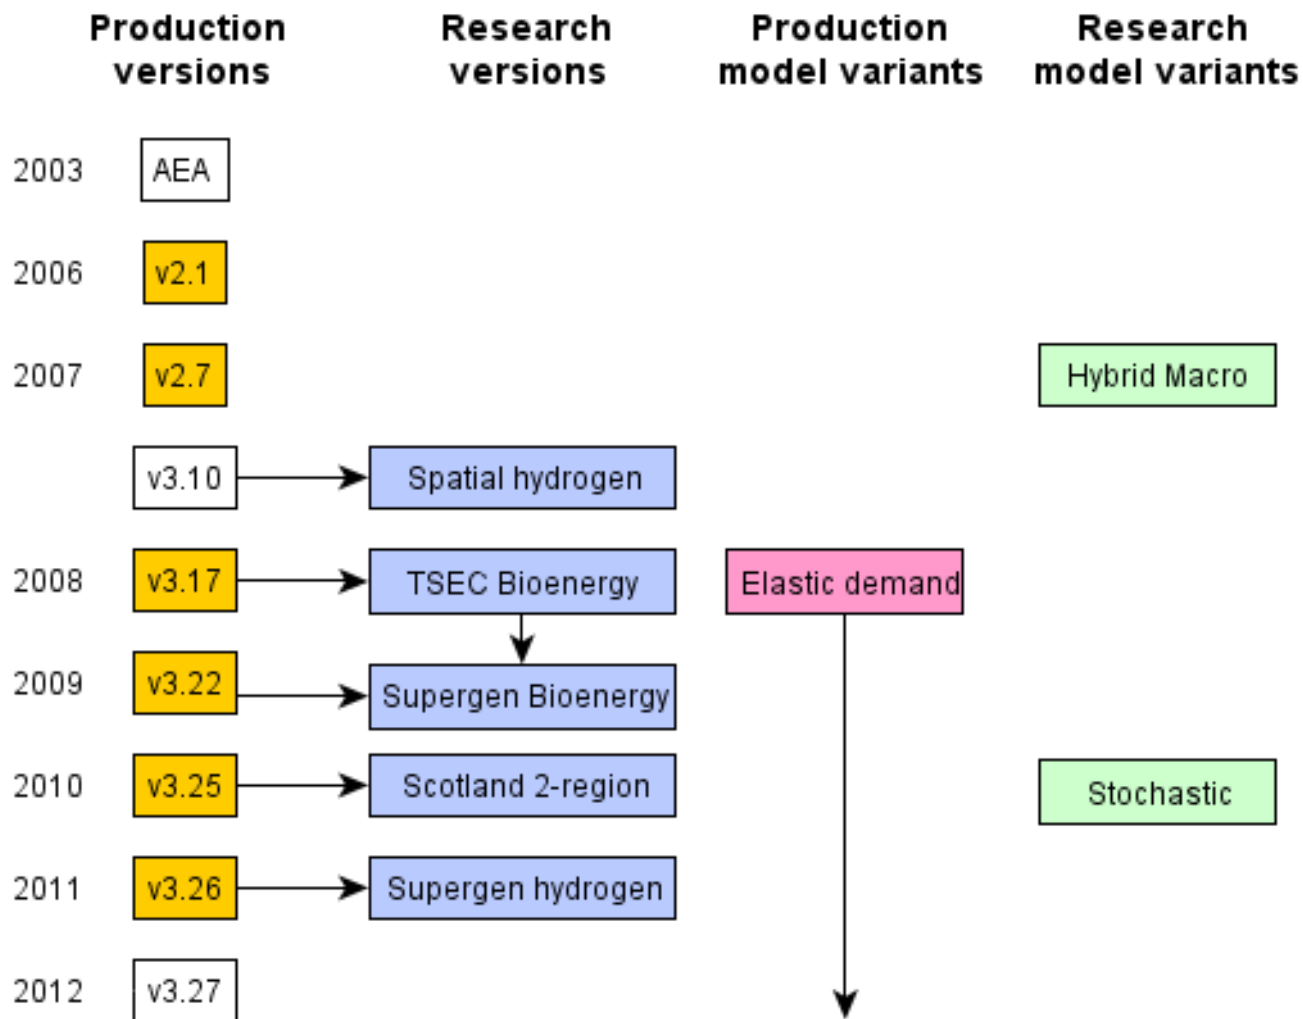 Production versions
Research versions
Production model variants
Research model variants
2003
AEA
2006
v2.1
2007
v2.7
Hybrid Macro
v3.10
Spatial hydrogen
2008
v3.17
TSEC Bioenergy
Elastic demand
2009
v3.22
Supergen Bioenergy
2010
v3.25
Scotland 2-region
Stochastic
2011
v3.26
Supergen hydrogen
2012
v3.27